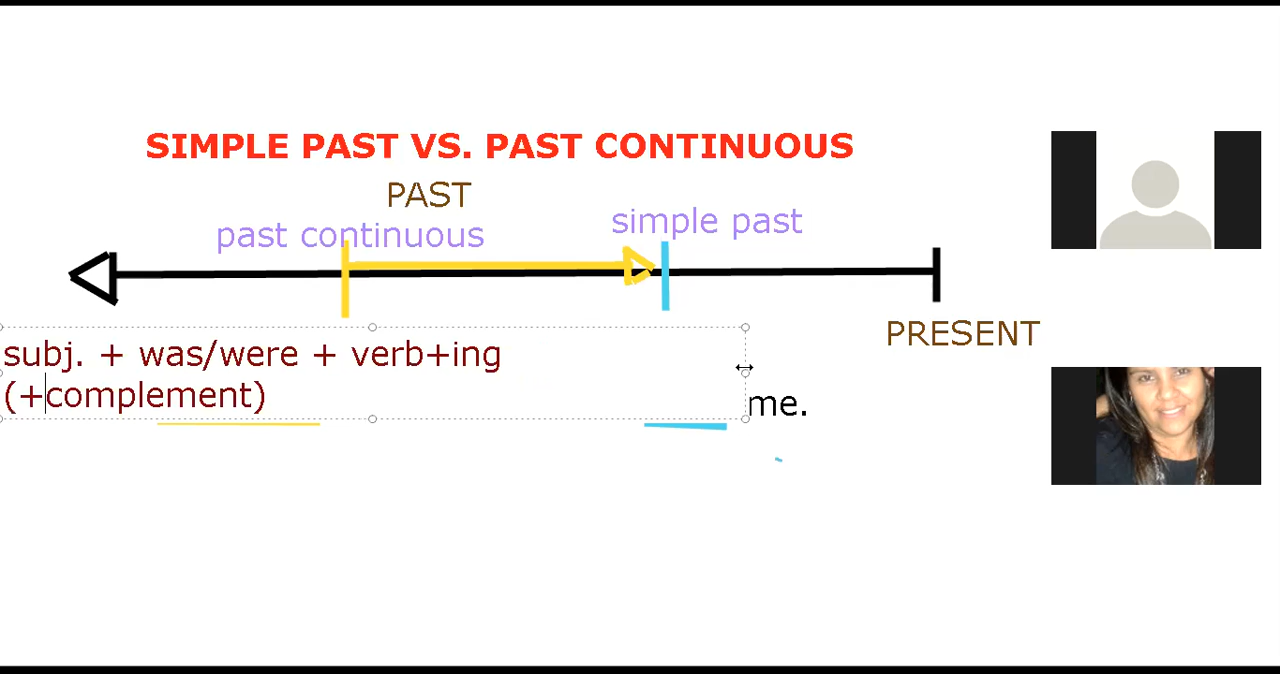 SIMPLE PAST VS. PAST CONTINUOUS
PAST
past continuous
simple past
PRESENT
subj. + was/were + verb+ing
(+complement)
me.